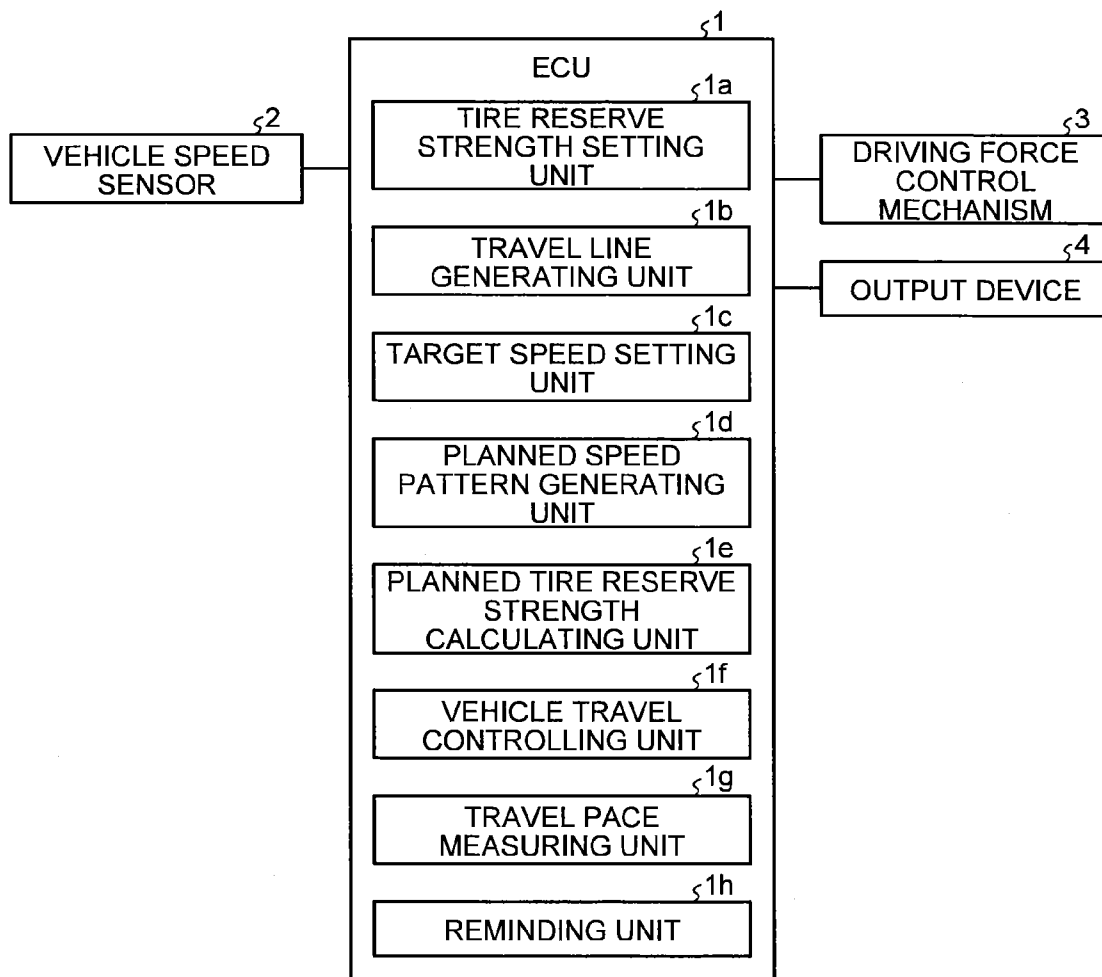 1
ECU
1a
TIRE RESERVE
STRENGTH SETTING
UNIT
2
VEHICLE SPEED
SENSOR
3
DRIVING FORCE
CONTROL
MECHANISM
1b
TRAVEL LINE
GENERATING UNIT
4
OUTPUT DEVICE
1c
TARGET SPEED SETTING
UNIT
1d
PLANNED SPEED
PATTERN GENERATING
UNIT
1e
PLANNED TIRE RESERVE
STRENGTH
CALCULATING UNIT
1f
VEHICLE TRAVEL
CONTROLLING UNIT
1g
TRAVEL PACE
MEASURING UNIT
1h
REMINDING UNIT